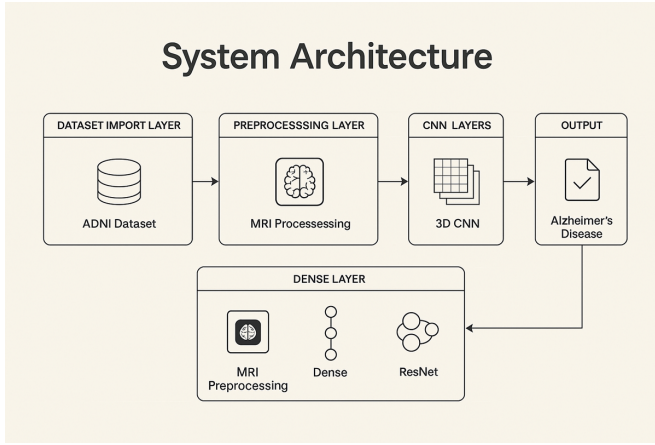 System Architecture
DATASET IMPORT LAYER
ADNI Dataset
PREPROCESSSING LAYER
MRI Processessing
CNN LAYERS
3D CNN
OUTPUT
Alzheimer's
Disease
DENSE LAYER
MRI
Preprocessing
Dense
ResNet